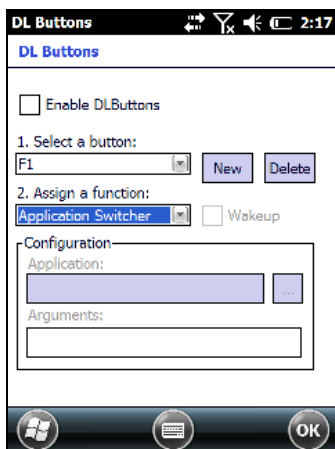 DL Buttons 2:17
DL Buttons
Enable DLButtons
1. Select a button:
F1 New Delete
2. Assign a function:
Application Switcher Wakeup
Configuration
Application:
...
Arguments:
OK